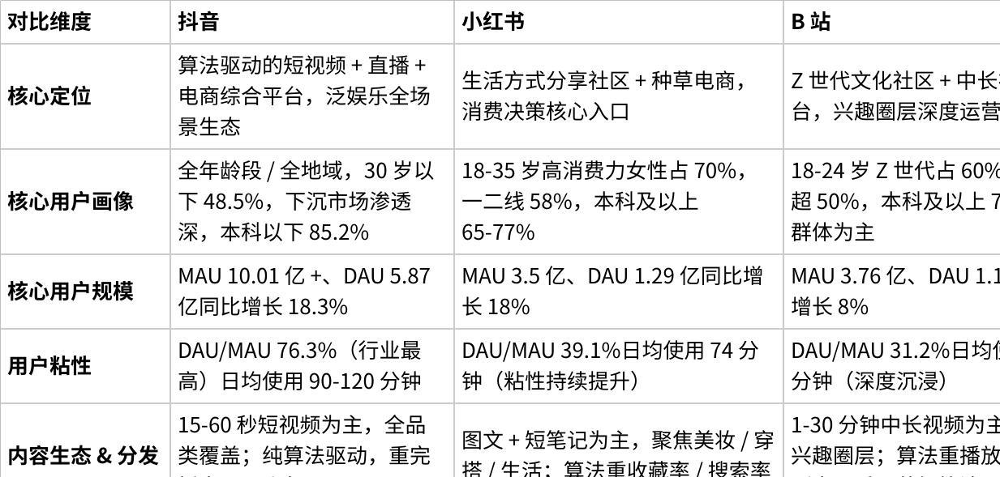 对比维度
抖音
小红书
B 站
核心定位
算法驱动的短视频 + 直播 +
电商综合平台，泛娱乐全场
景生态
生活方式分享社区 + 种草电商，
消费决策核心入口
Z 世代文化社区 + 中长
台，兴趣圈层深度运营
核心用户画像
全年龄段 / 全地域，30 岁以
下 48.5%，下沉市场渗透
深，本科以下 85.2%
18-35 岁高消费力女性占 70%，
一二线 58%，本科及以上
65-77%
18-24 岁 Z 世代占 60%
超 50%，本科及以上 7
群体为主
核心用户规模
MAU 10.01 亿 +、DAU 5.87
亿同比增长 18.3%
MAU 3.5 亿、DAU 1.29 亿同比增
长 18%
MAU 3.76 亿、DAU 1.1
增长 8%
用户粘性
DAU/MAU 76.3%（行业最
高）日均使用 90-120 分钟
DAU/MAU 39.1%日均使用 74 分
钟（粘性持续提升）
DAU/MAU 31.2%日均使
分钟（深度沉浸）
内容生态 & 分发
15-60 秒短视频为主，全品
类覆盖；纯算法驱动，重完
图文 + 短笔记为主，聚焦美妆 / 穿
搭 / 生活；算法重收藏率 / 搜索率
1-30 分钟中长视频为主
兴趣圈层；算法重播放